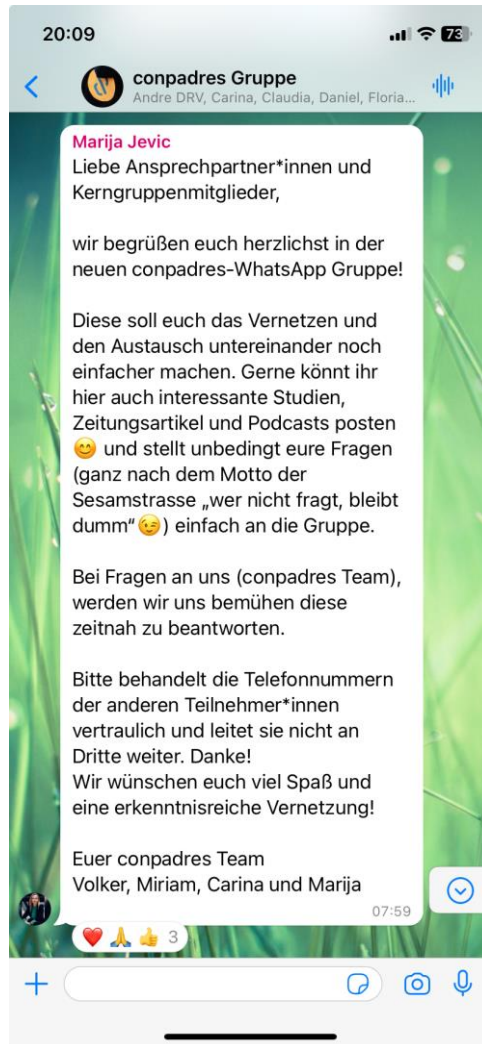 20:09
73
conpadres Gruppe
Andre DRV, Carina, Claudia, Daniel, Floria...
Marija Jevic
Liebe Ansprechpartner*innen und
Kerngruppenmitglieder,
wir begrüßen euch herzlichst in der
neuen conpadres-WhatsApp Gruppe!
Diese soll euch das Vernetzen und
den Austausch untereinander noch
einfacher machen. Gerne könnt ihr
hier auch interessante Studien,
Zeitungsartikel und Podcasts posten
😊 und stellt unbedingt eure Fragen
(ganz nach dem Motto der
Sesamstrasse „wer nicht fragt, bleibt
dumm“😉) einfach an die Gruppe.
Bei Fragen an uns (conpadres Team),
werden wir uns bemühen diese
zeitnah zu beantworten.
Bitte behandelt die Telefonnummern
der anderen Teilnehmer*innen
vertraulich und leitet sie nicht an
Dritte weiter. Danke!
Wir wünschen euch viel Spaß und
eine erkenntnisreiche Vernetzung!
Euer conpadres Team
Volker, Miriam, Carina und Marija
07:59
❤️🙏👍 3